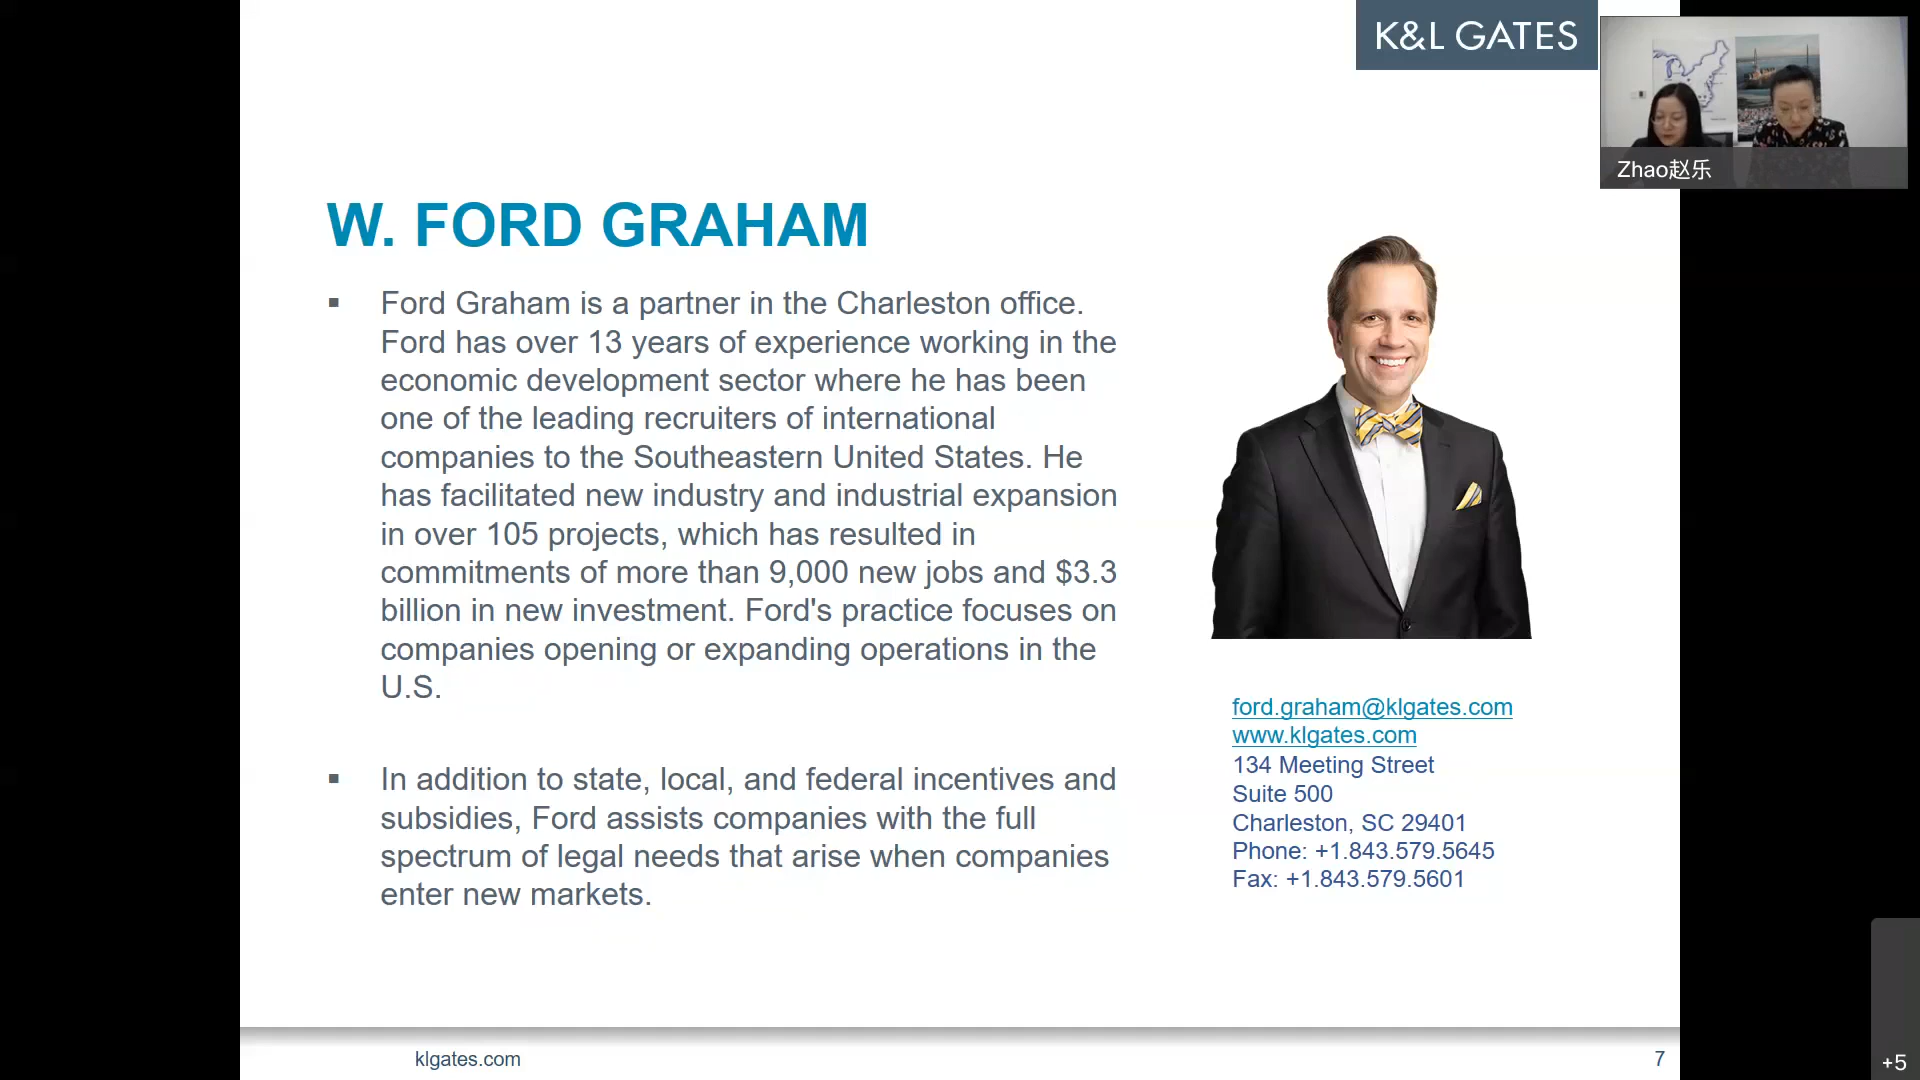 K&L GATES
Zhao赵乐
W. FORD GRAHAM
▪ Ford Graham is a partner in the Charleston office.
Ford has over 13 years of experience working in the
economic development sector where he has been
one of the leading recruiters of international
companies to the Southeastern United States. He
has facilitated new industry and industrial expansion
in over 105 projects, which has resulted in
commitments of more than 9,000 new jobs and $3.3
billion in new investment. Ford's practice focuses on
companies opening or expanding operations in the
U.S.
▪ In addition to state, local, and federal incentives and
subsidies, Ford assists companies with the full
spectrum of legal needs that arise when companies
enter new markets.
ford.graham@klgates.com
www.klgates.com
134 Meeting Street
Suite 500
Charleston, SC 29401
Phone: +1.843.579.5645
Fax: +1.843.579.5601
klgates.com
7
+5